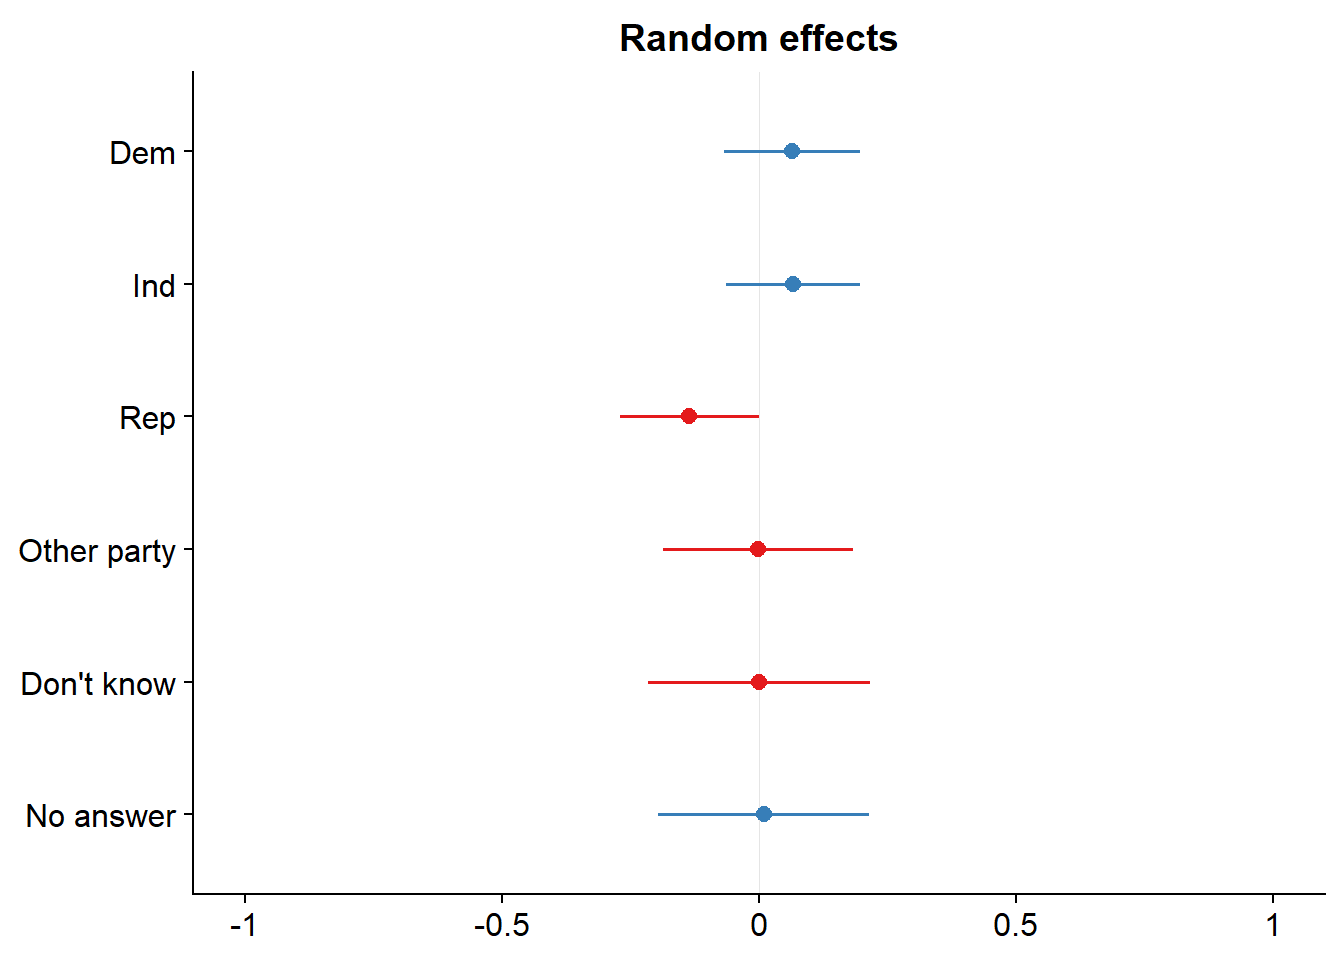 Random effects
Dem
Ind
Rep
Other party
Don't know
No answer
-1 -0.5 0 0.5 1